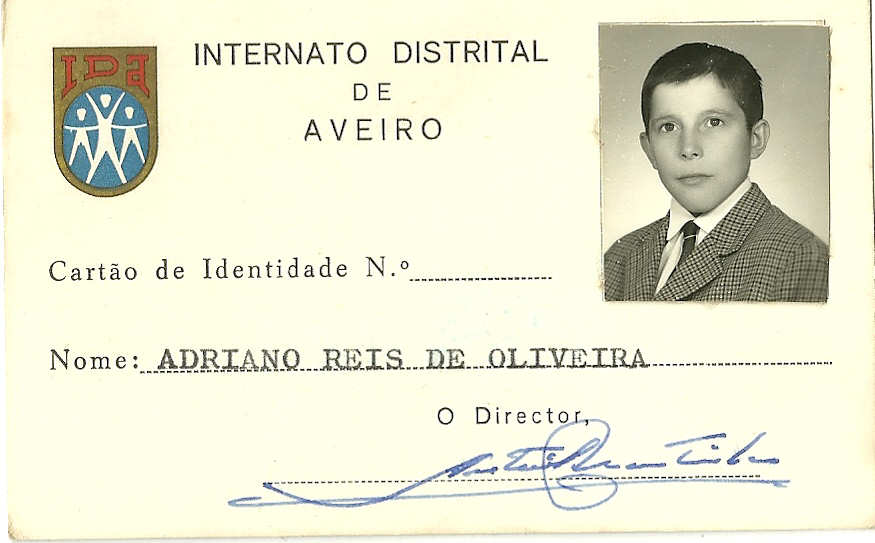 IDA
INTERNATO DISTRITAL
DE
AVEIRO
Cartão de Identidade N.º
Nome: ADRIANO REIS DE OLIVEIRA
O Director,